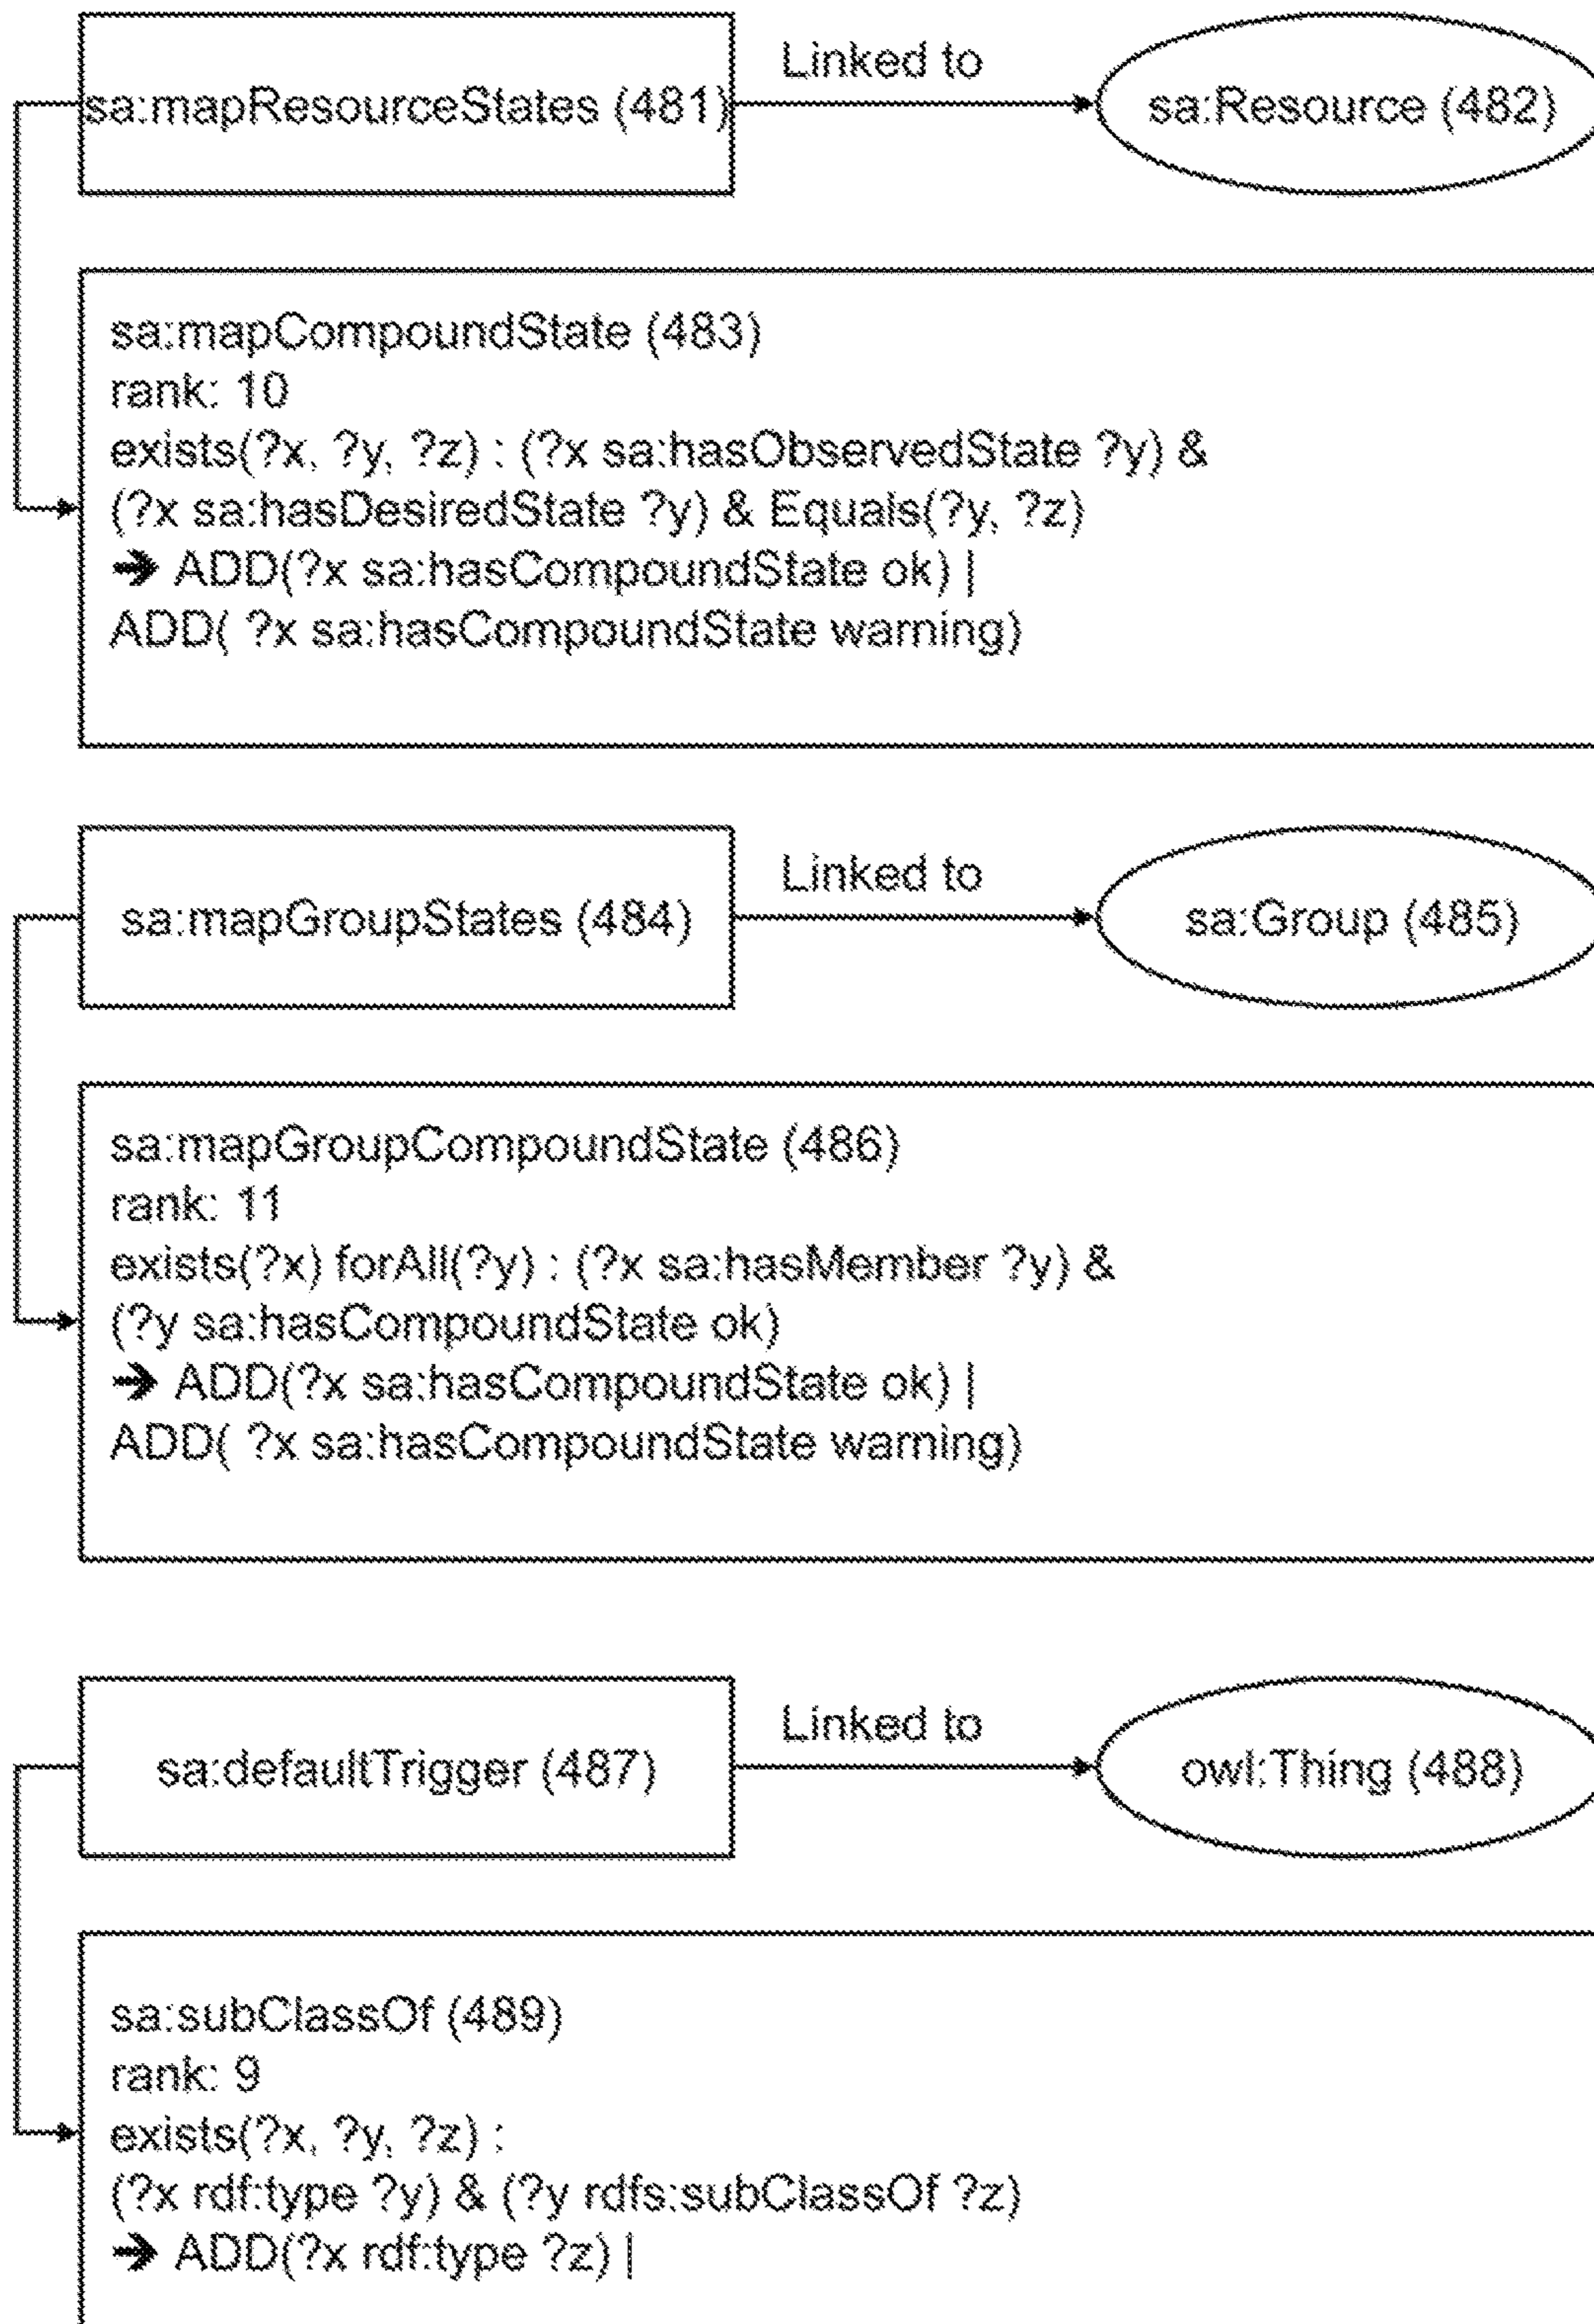 sa:mapResourceStates (481)
Linked to
sa:Resource (482)
sa:mapCompoundState (483)
rank: 10
exists(?x, ?y, ?z) : (?x sa:hasObservedState ?y) &
(?x sa:hasDesiredState ?y) & Equals(?y, ?z)
➔ ADD(?x sa:hasCompoundState ok) |
ADD( ?x sa:hasCompoundState warning)
sa:mapGroupStates (484)
Linked to
sa:Group (485)
sa:mapGroupCompoundState (486)
rank: 11
exists(?x) forAll(?y) : (?x sa:hasMember ?y) &
(?y sa:hasCompoundState ok)
➔ ADD(?x sa:hasCompoundState ok) |
ADD( ?x sa:hasCompoundState warning)
sa:defaultTrigger (487)
Linked to
owl:Thing (488)
sa:subClassOf (489)
rank: 9
exists(?x, ?y, ?z) :
(?x rdf:type ?y) & (?y rdfs:subClassOf ?z)
➔ ADD(?x rdf:type ?z) |